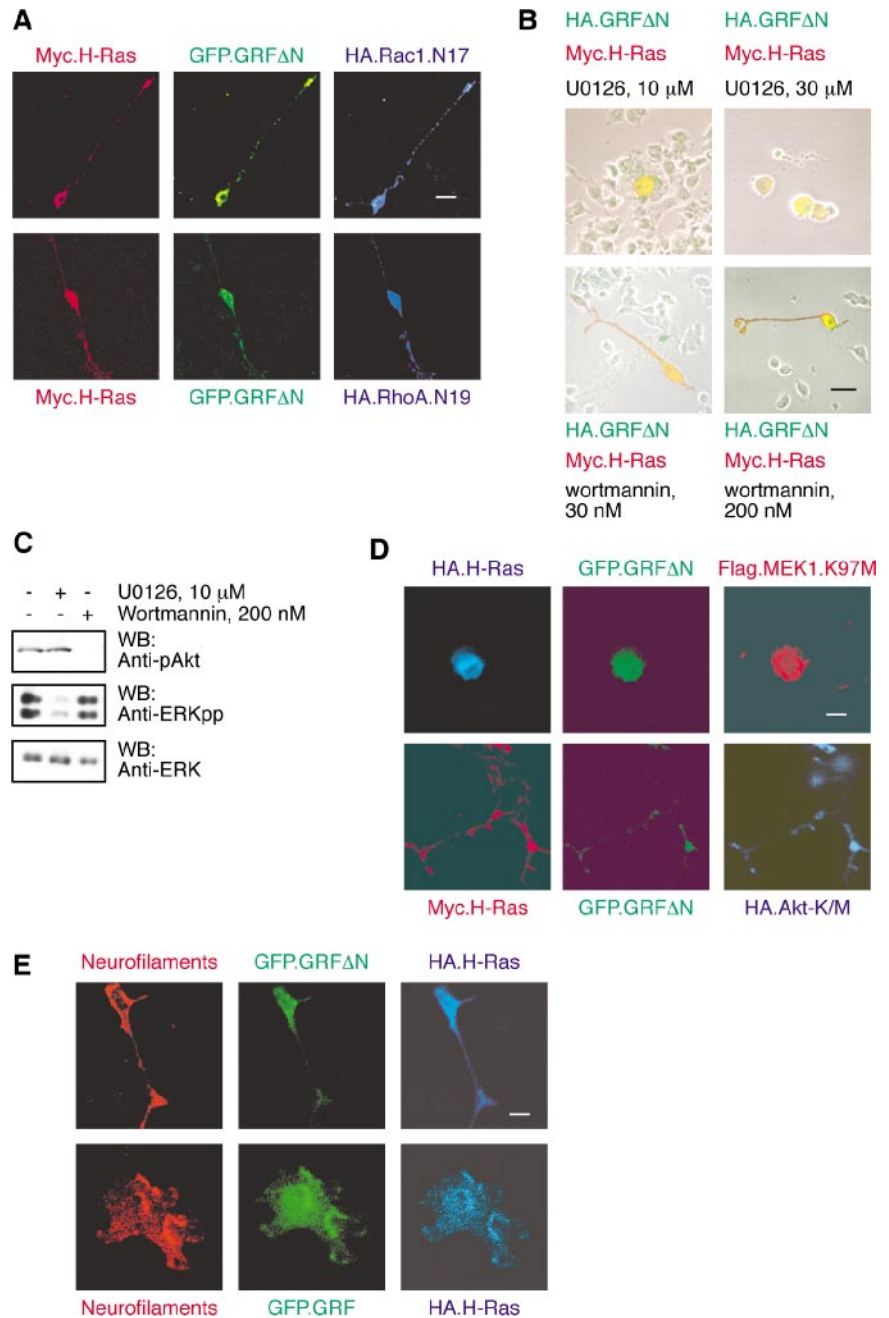 A
Myc.H-Ras GFP.GRFΔN HA.Rac1.N17
Myc.H-Ras GFP.GRFΔN HA.RhoA.N19
B
HA.GRFΔN HA.GRFΔN
Myc.H-Ras Myc.H-Ras
U0126, 10 μM U0126, 30 μM
HA.GRFΔN HA.GRFΔN
Myc.H-Ras Myc.H-Ras
wortmannin, wortmannin,
30 nM 200 nM
C
- + - U0126, 10 μM
- - + Wortmannin, 200 nM
WB:
Anti-pAkt
WB:
Anti-ERKpp
WB:
Anti-ERK
D
HA.H-Ras GFP.GRFΔN Flag.MEK1.K97M
Myc.H-Ras GFP.GRFΔN HA.Akt-K/M
E
Neurofilaments GFP.GRFΔN HA.H-Ras
Neurofilaments GFP.GRF HA.H-Ras